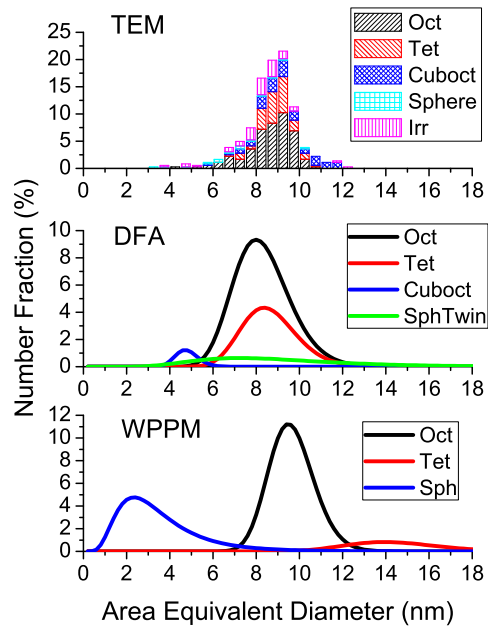 TEM
25
20
15
10
5
0
Oct
Tet
Cuboct
Sphere
Irr
0 2 4 6 8 10 12 14 16 18
Number Fraction (%)
DFA
10
8
6
4
2
0
Oct
Tet
Cuboct
SphTwin
0 2 4 6 8 10 12 14 16 18
WPPM
12
10
8
6
4
2
0
Oct
Tet
Sph
0 2 4 6 8 10 12 14 16 18
Area Equivalent Diameter (nm)